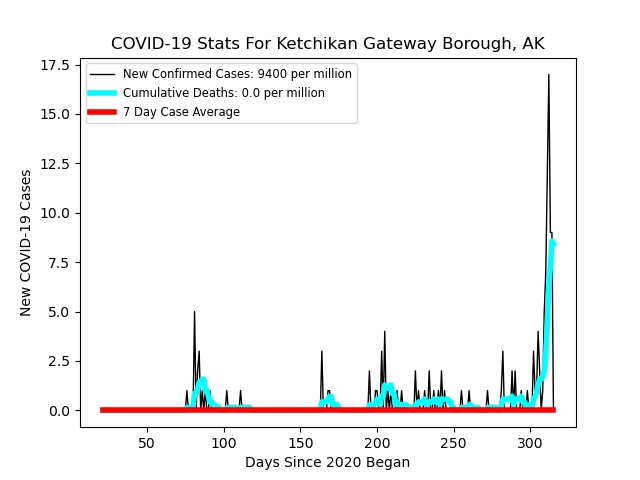 COVID-19 Stats For Ketchikan Gateway Borough, AK
New Confirmed Cases: 9400 per million
Cumulative Deaths: 0.0 per million
7 Day Case Average
17.5
15.0
12.5
10.0
7.5
5.0
2.5
0.0
New COVID-19 Cases
50 100 150 200 250 300
Days Since 2020 Began